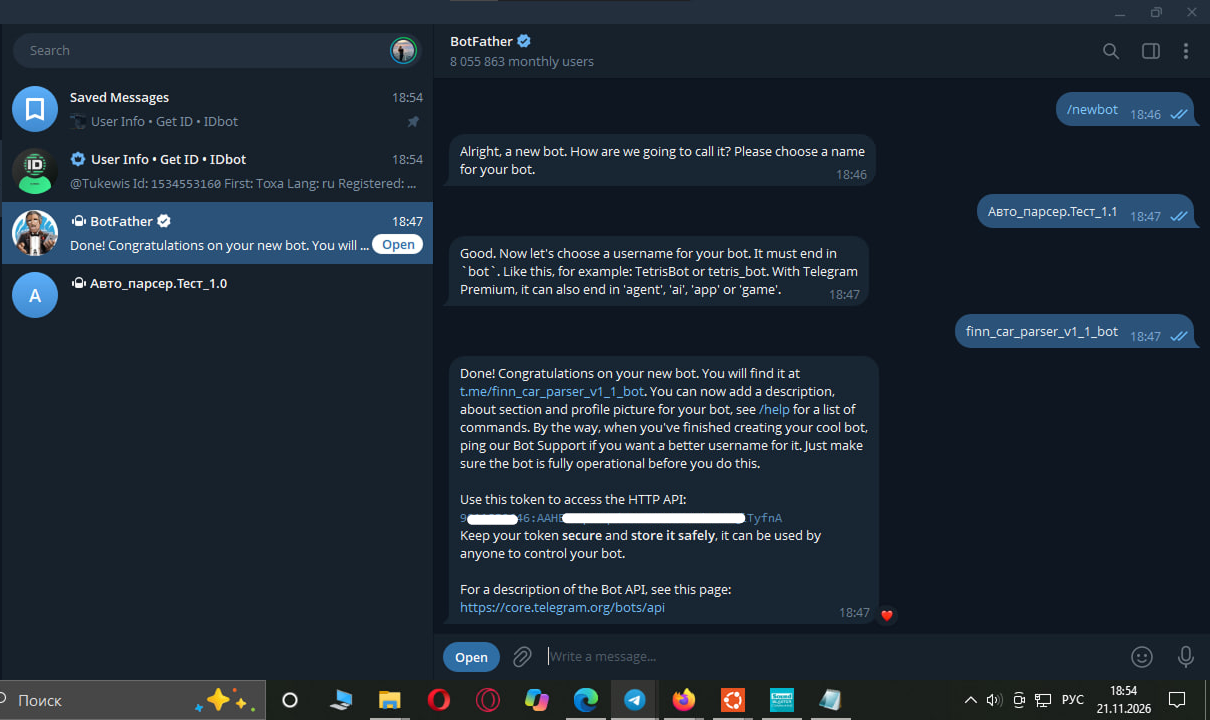 Search
Saved Messages 18:54
User Info • Get ID • IDbot
ID
User Info • Get ID • IDbot 18:54
@Tukewis Id: 1534553160 First: Toxa Lang: ru Registered: ...
BotFather 18:47
Done! Congratulations on your new bot. You will ... Open
A
Авто_парсер.Тест_1.0
BotFather
8 055 863 monthly users
/newbot 18:46
Alright, a new bot. How are we going to call it? Please choose a name
for your bot. 18:46
Авто_парсер.Тест_1.1 18:47
Good. Now let's choose a username for your bot. It must end in
`bot`. Like this, for example: TetrisBot or tetris_bot. With Telegram
Premium, it can also end in 'agent', 'ai', 'app' or 'game'. 18:47
finn_car_parser_v1_1_bot 18:47
Done! Congratulations on your new bot. You will find it at
t.me/finn_car_parser_v1_1_bot. You can now add a description,
about section and profile picture for your bot, see /help for a list of
commands. By the way, when you've finished creating your cool bot,
ping our Bot Support if you want a better username for it. Just make
sure the bot is fully operational before you do this.
Use this token to access the HTTP API:
46:AAHE TyfnA
Keep your token secure and store it safely, it can be used by
anyone to control your bot.
For a description of the Bot API, see this page:
https://core.telegram.org/bots/api 18:47
Open Write a message...
Поиск
РУС
18:54
21.11.2026